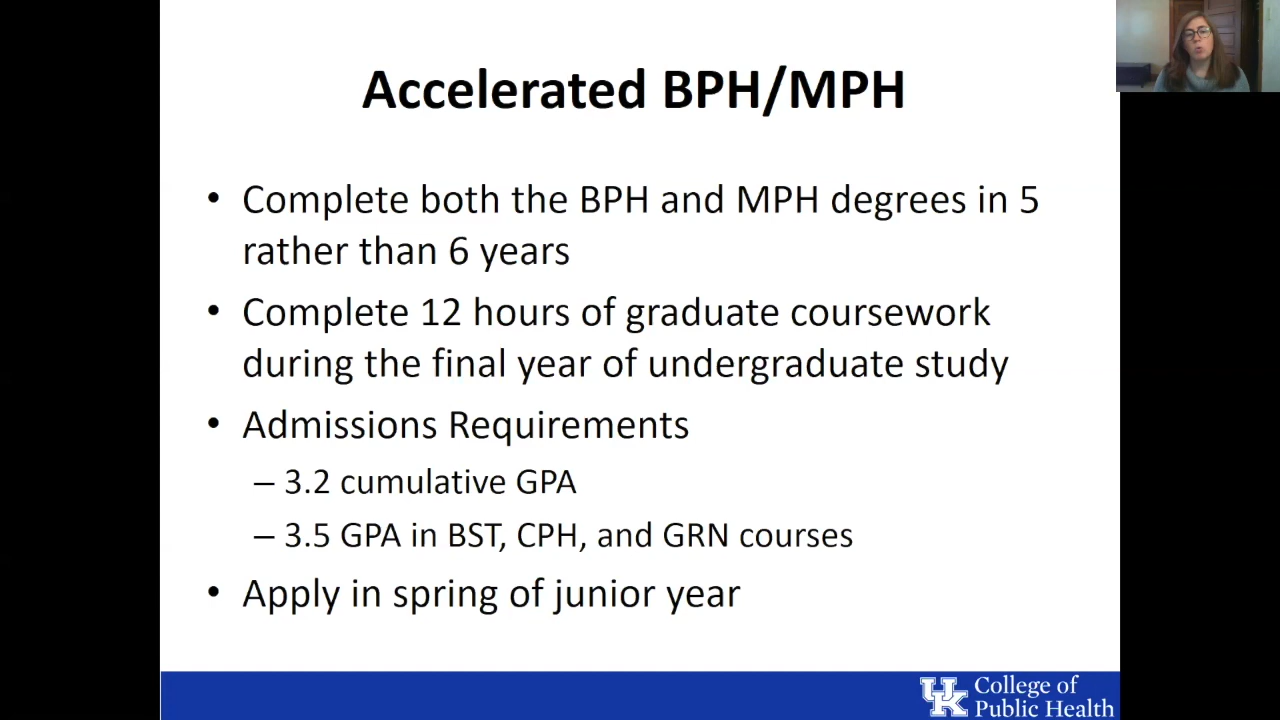 Accelerated BPH/MPH
• Complete both the BPH and MPH degrees in 5
rather than 6 years
• Complete 12 hours of graduate coursework
during the final year of undergraduate study
• Admissions Requirements
– 3.2 cumulative GPA
– 3.5 GPA in BST, CPH, and GRN courses
• Apply in spring of junior year
UK College of
Public Health